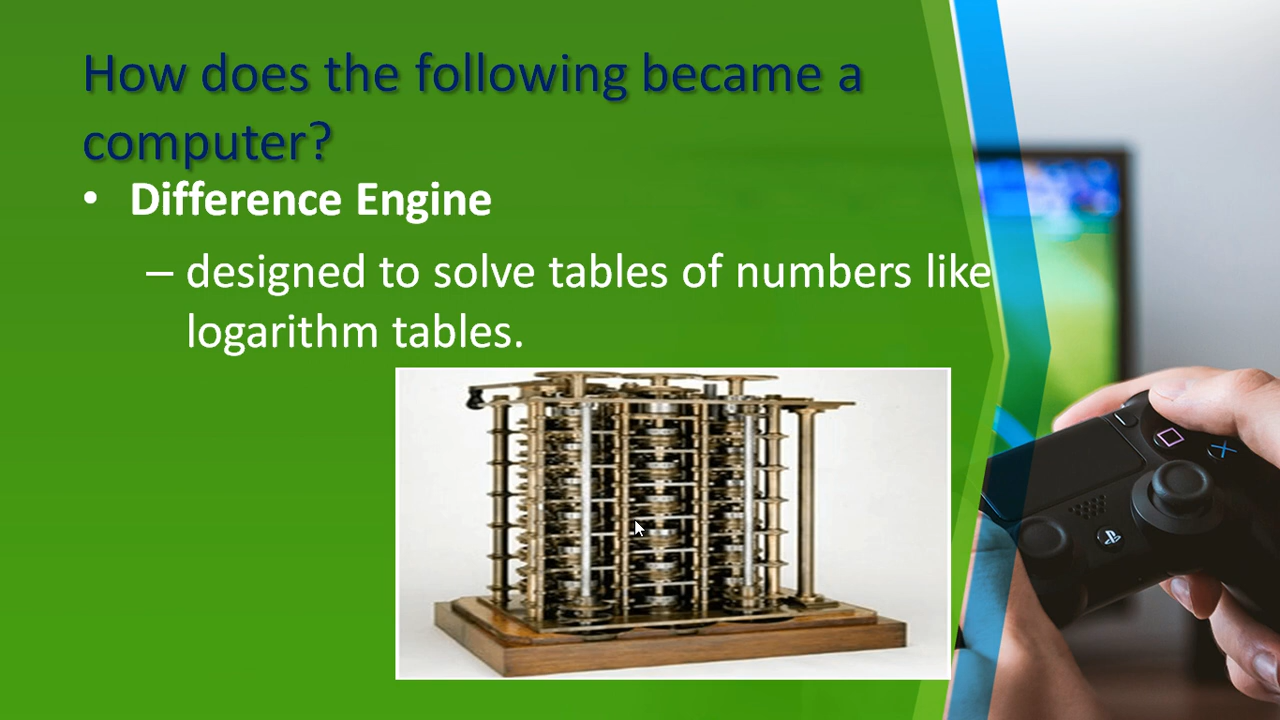 How does the following became a
computer?
• Difference Engine
– designed to solve tables of numbers like
logarithm tables.